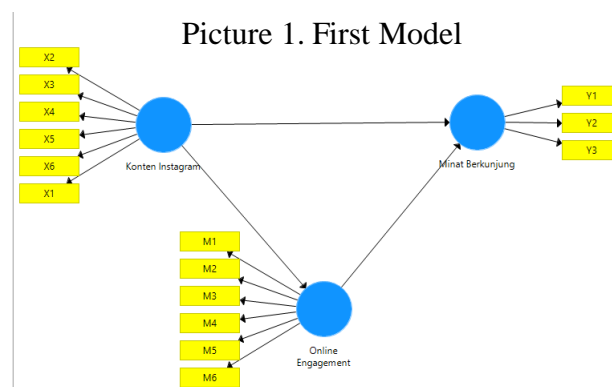 Picture 1. First Model
X2
X3
X4
X5
X6
X1
Konten Instagram
Y1
Y2
Y3
Minat Berkunjung
M1
M2
M3
M4
M5
M6
Online
Engagement